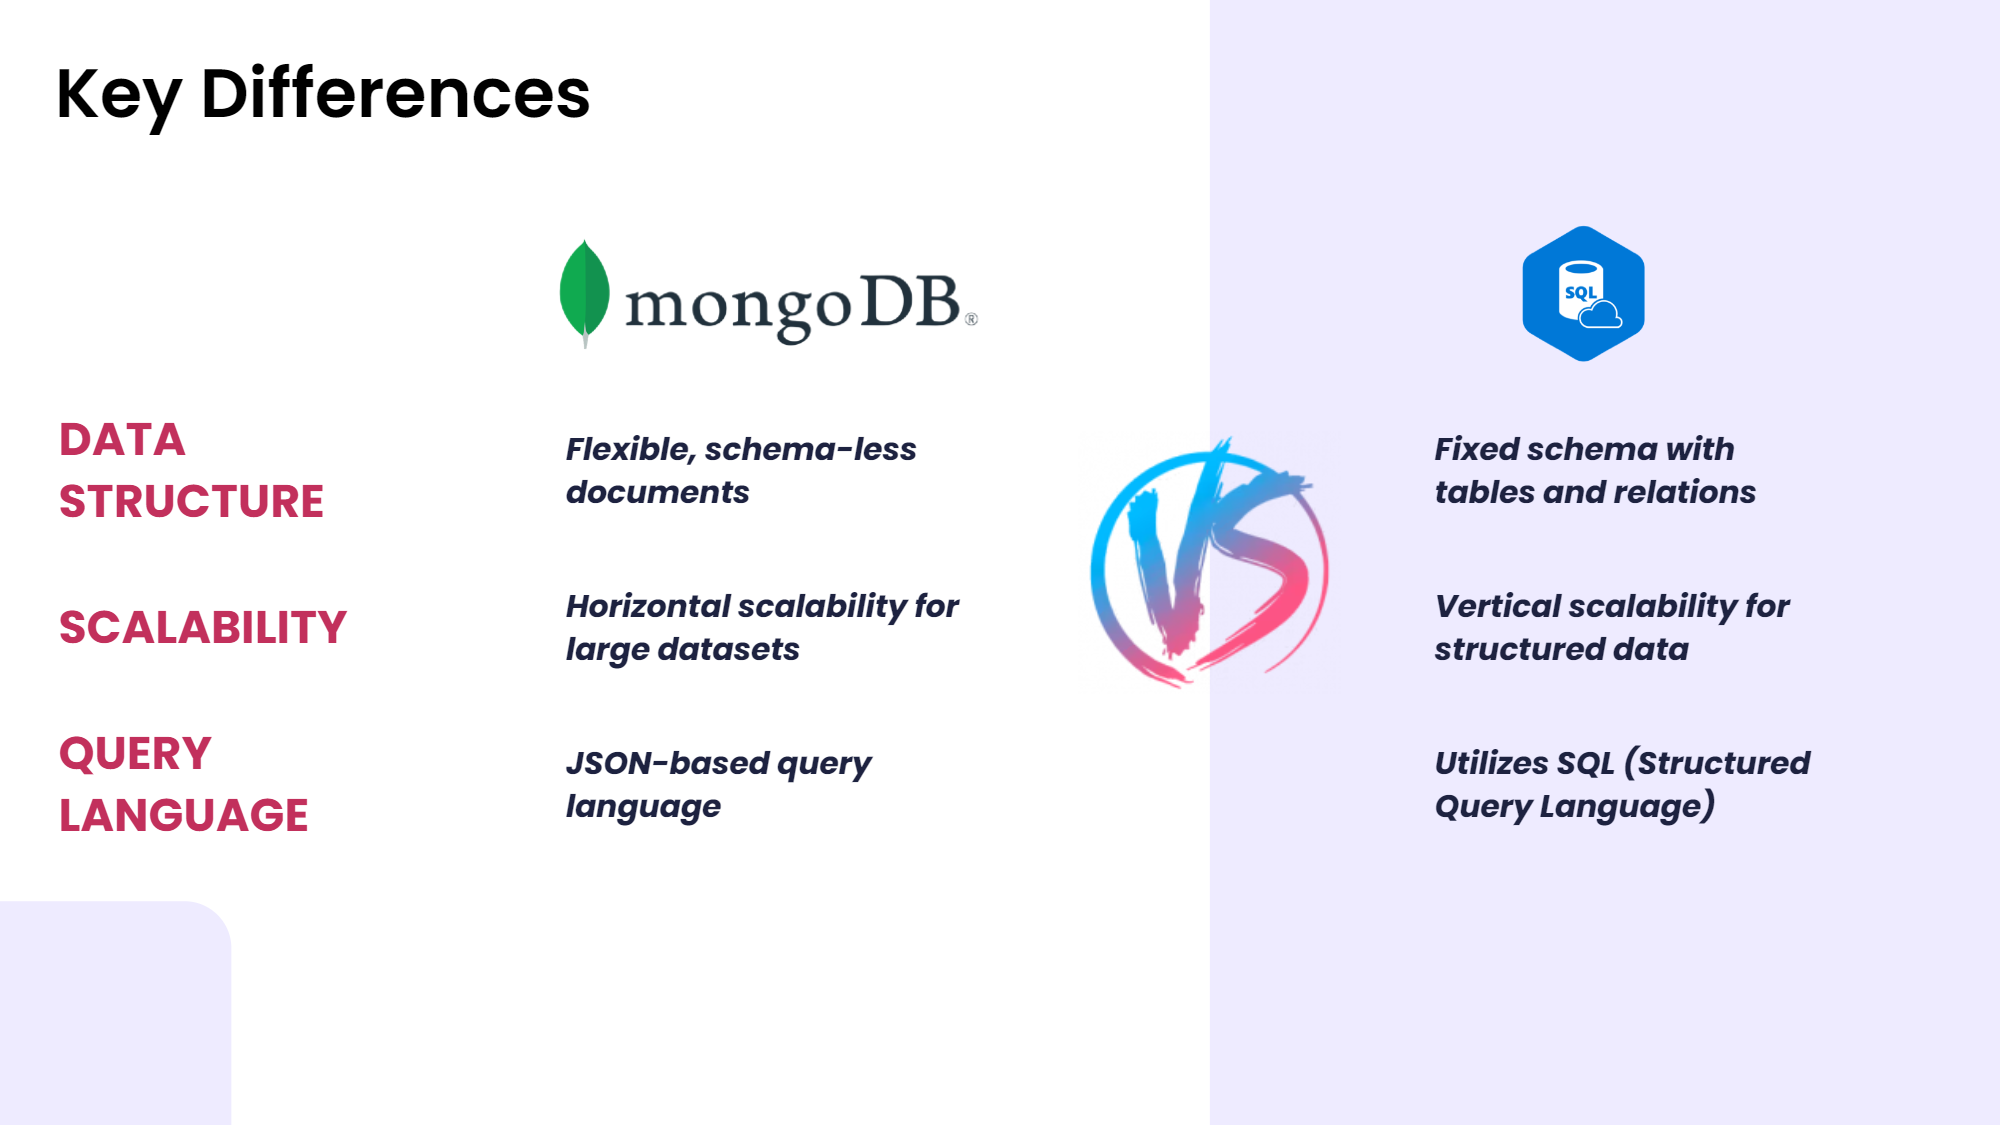 Key Differences
mongoDB®
SQL
DATA
STRUCTURE
Flexible, schema-less
documents
VS
Fixed schema with
tables and relations
SCALABILITY
Horizontal scalability for
large datasets
Vertical scalability for
structured data
QUERY
LANGUAGE
JSON-based query
language
Utilizes SQL (Structured
Query Language)